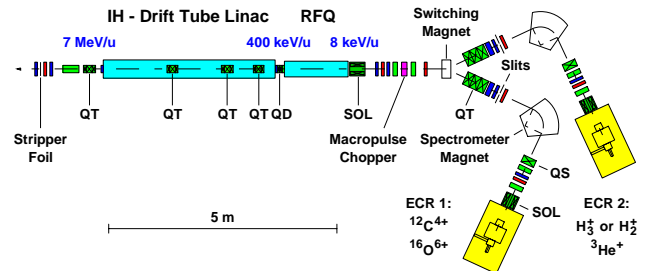 IH - Drift Tube Linac RFQ
Switching
Magnet
7 MeV/u 400 keV/u 8 keV/u
Slits
QT QT QT QT QD SOL QT
Stripper
Foil
Macropulse
Chopper
Spectrometer
Magnet
QS
5 m
ECR 1:
¹²C⁴⁺
¹⁶O⁶⁺
SOL
ECR 2:
H₃⁺ or H₂⁺
³He⁺